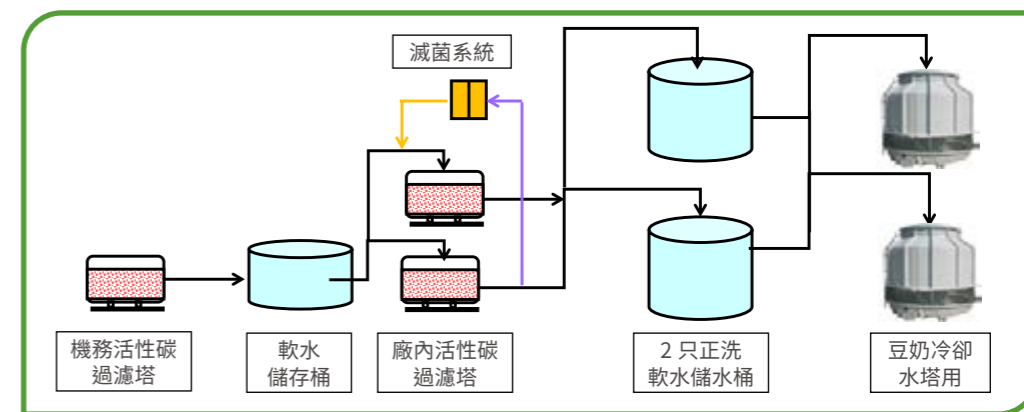 滅菌系統
機務活性碳
過濾塔
軟水
儲存桶
廠內活性碳
過濾塔
2 只正洗
軟水儲水桶
豆奶冷卻
水塔用